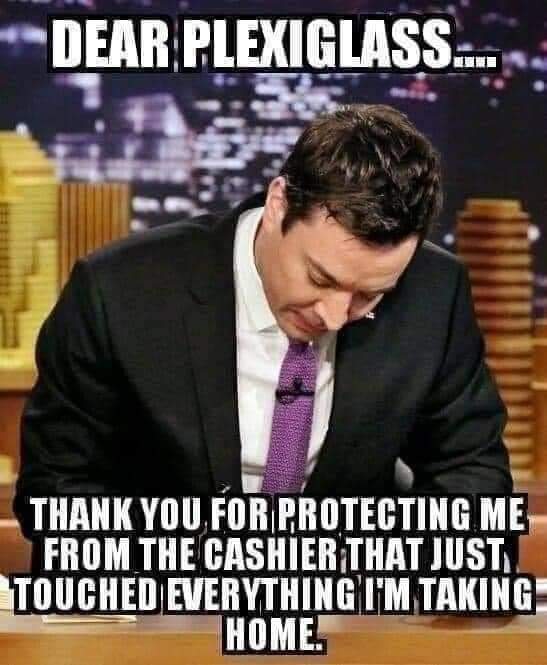 DEAR PLEXIGLASS....
THANK YOU FOR PROTECTING ME
FROM THE CASHIER THAT JUST
TOUCHED EVERYTHING I'M TAKING
HOME.